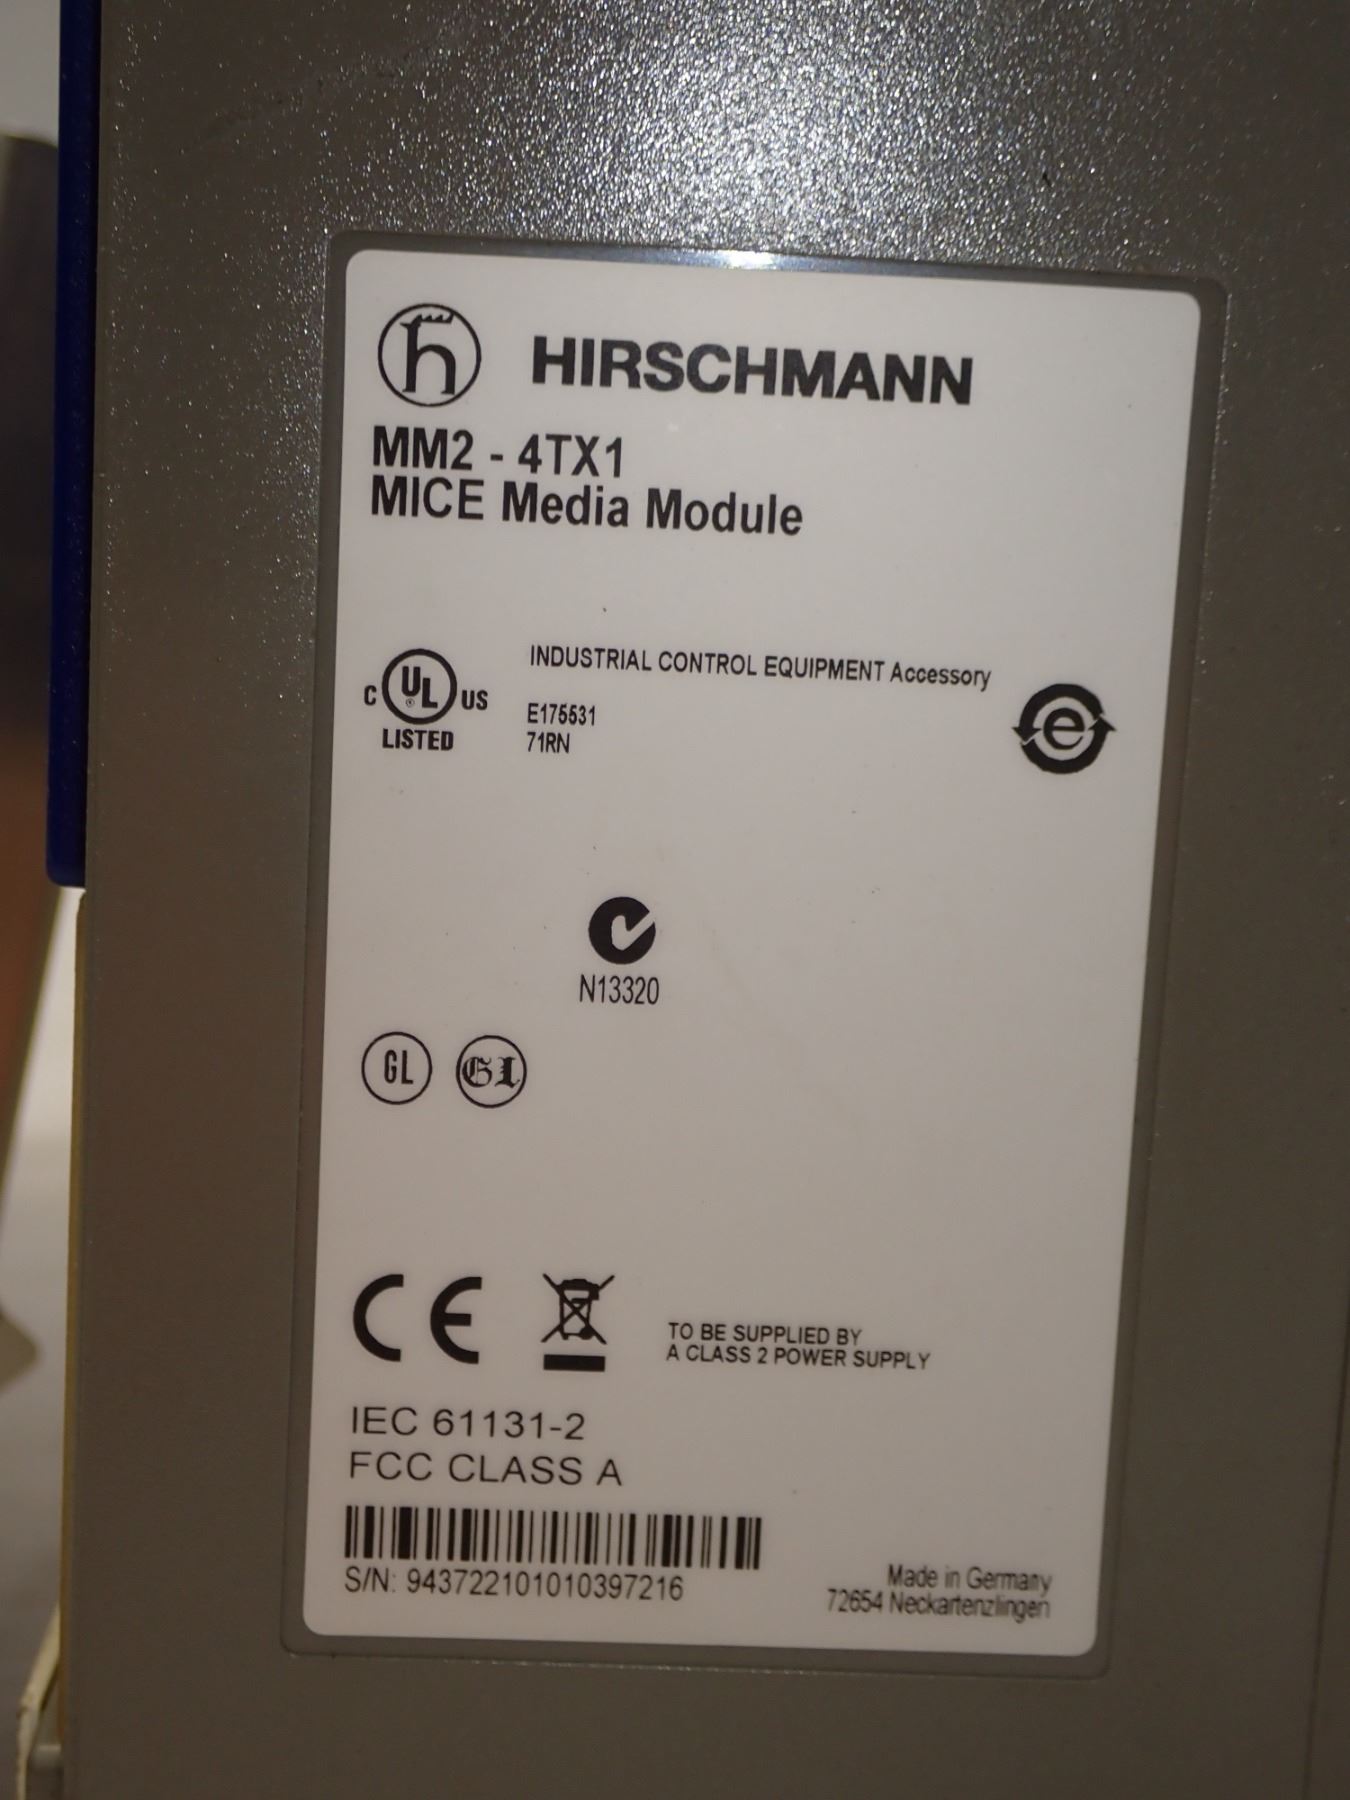 h HIRSCHMANN
MM2 - 4TX1
MICE Media Module
INDUSTRIAL CONTROL EQUIPMENT Accessory
C UL ® US
LISTED
E175531
71RN
e
N13320
GL GL
CE
TO BE SUPPLIED BY
A CLASS 2 POWER SUPPLY
IEC 61131-2
FCC CLASS A
S/N: 943722101010397216
Made in Germany
72654 Neckartenzlingen